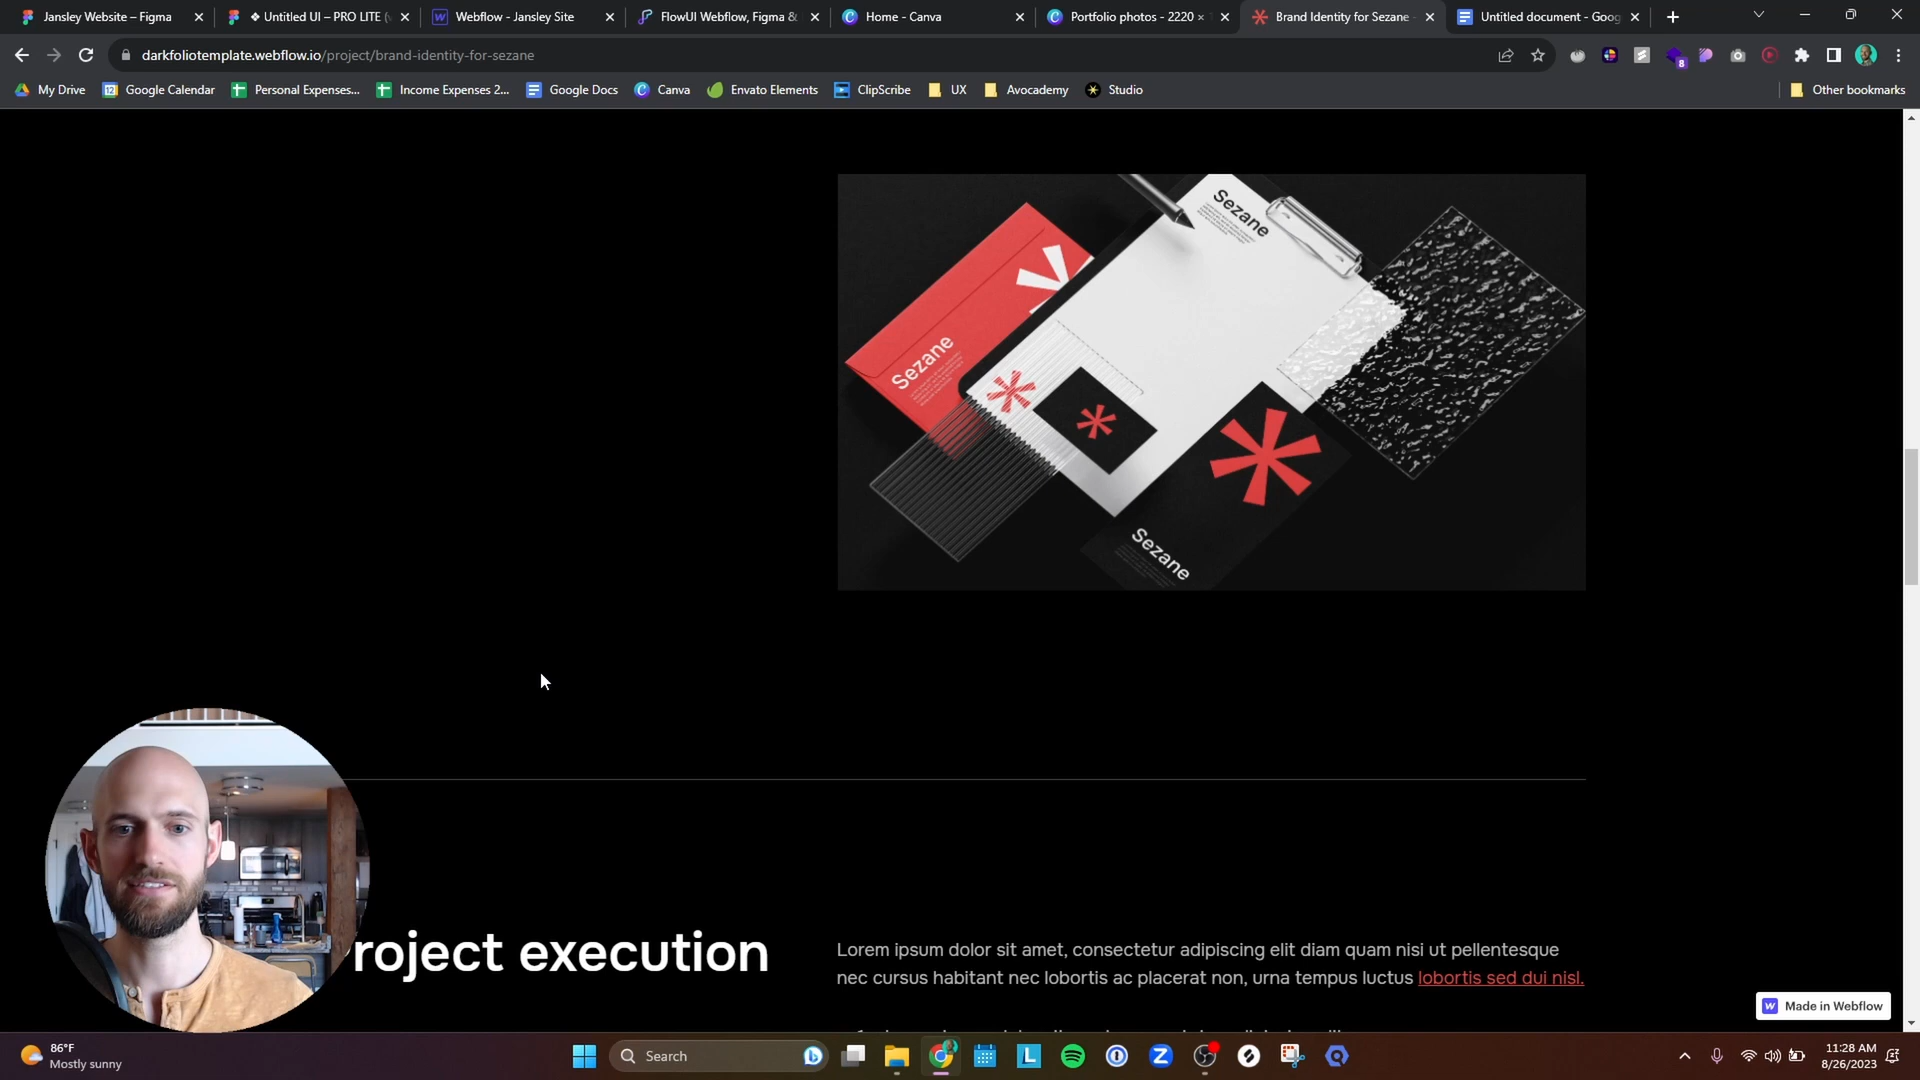 Jansley Website – Figma
❖ Untitled UI – PRO LITE (v
Webflow - Jansley Site
FlowUI Webflow, Figma &
Home - Canva
Portfolio photos - 2220 ×
Brand Identity for Sezane
Untitled document - Goog
darkfoliotemplate.webflow.io/project/brand-identity-for-sezane
8
My Drive
Google Calendar
Personal Expenses...
Income Expenses 2...
Google Docs
Canva
Envato Elements
ClipScribe
UX
Avocademy
Studio
Other bookmarks
Sezane
Sezane
Sezane
roject execution
Lorem ipsum dolor sit amet, consectetur adipiscing elit diam quam nisi ut pellentesque
nec cursus habitant nec lobortis ac placerat non, urna tempus luctus lobortis sed dui nisl.
Made in Webflow
86°F
Mostly sunny
Search
11:28 AM
8/26/2023